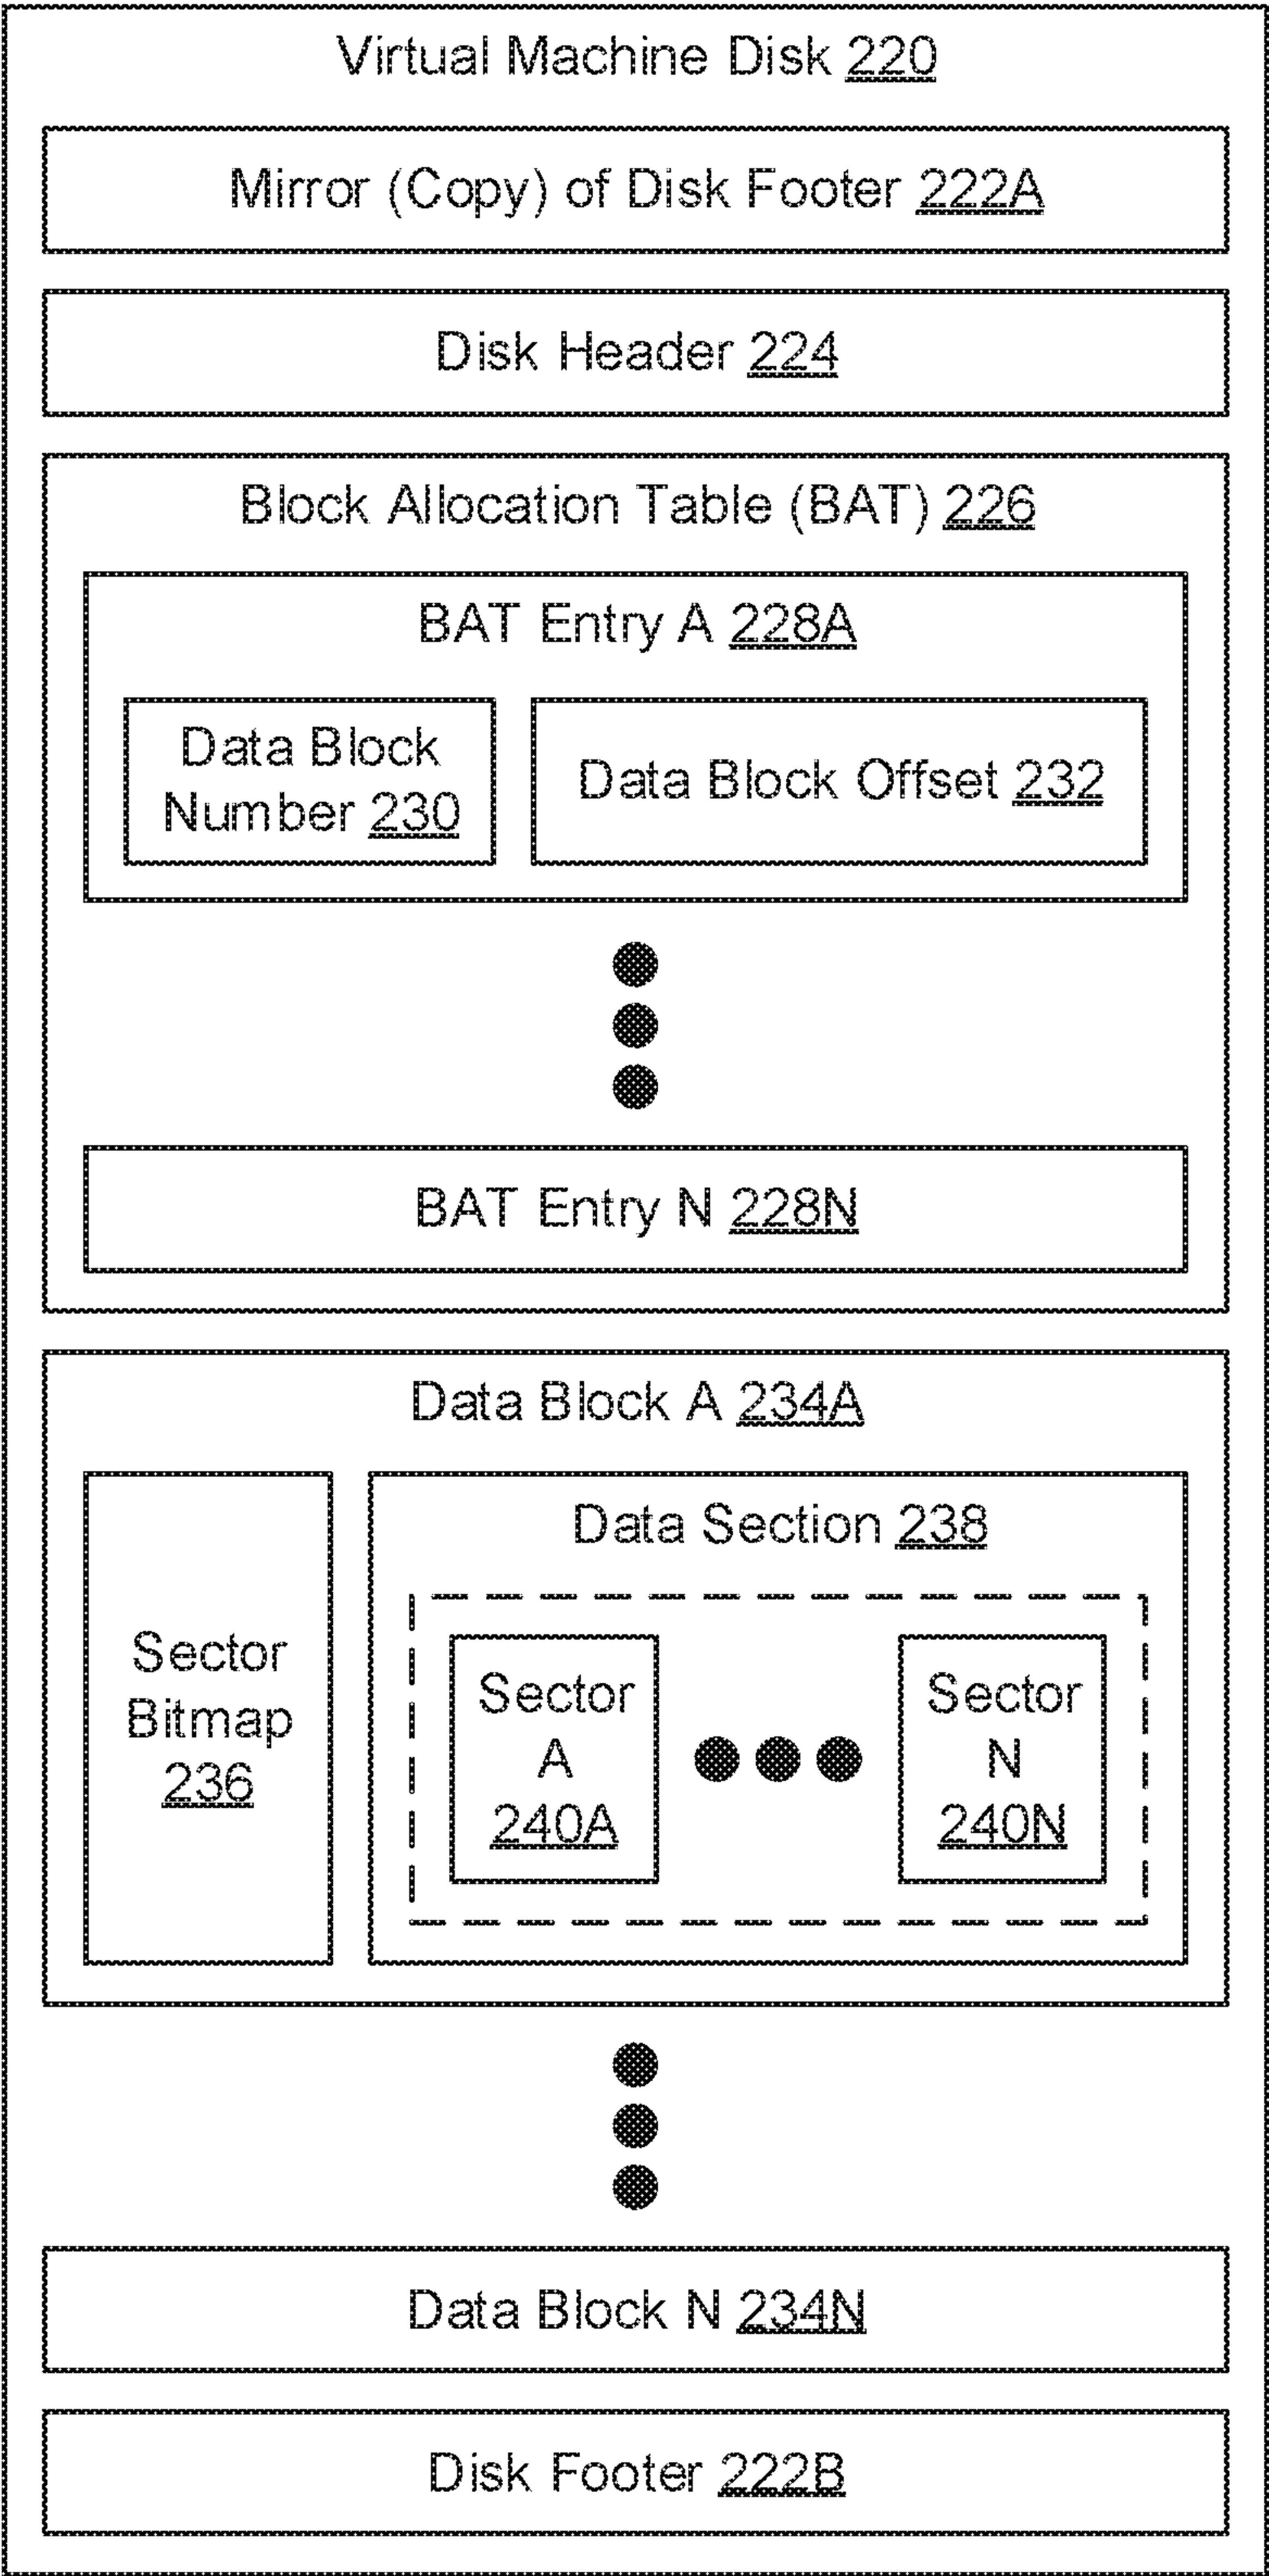 Virtual Machine Disk 220
Mirror (Copy) of Disk Footer 222A
Disk Header 224
Block Allocation Table (BAT) 226
BAT Entry A 228A
Data Block
Number 230
Data Block Offset 232
BAT Entry N 228N
Data Block A 234A
Sector
Bitmap
236
Data Section 238
Sector
A
240A
Sector
N
240N
Data Block N 234N
Disk Footer 222B